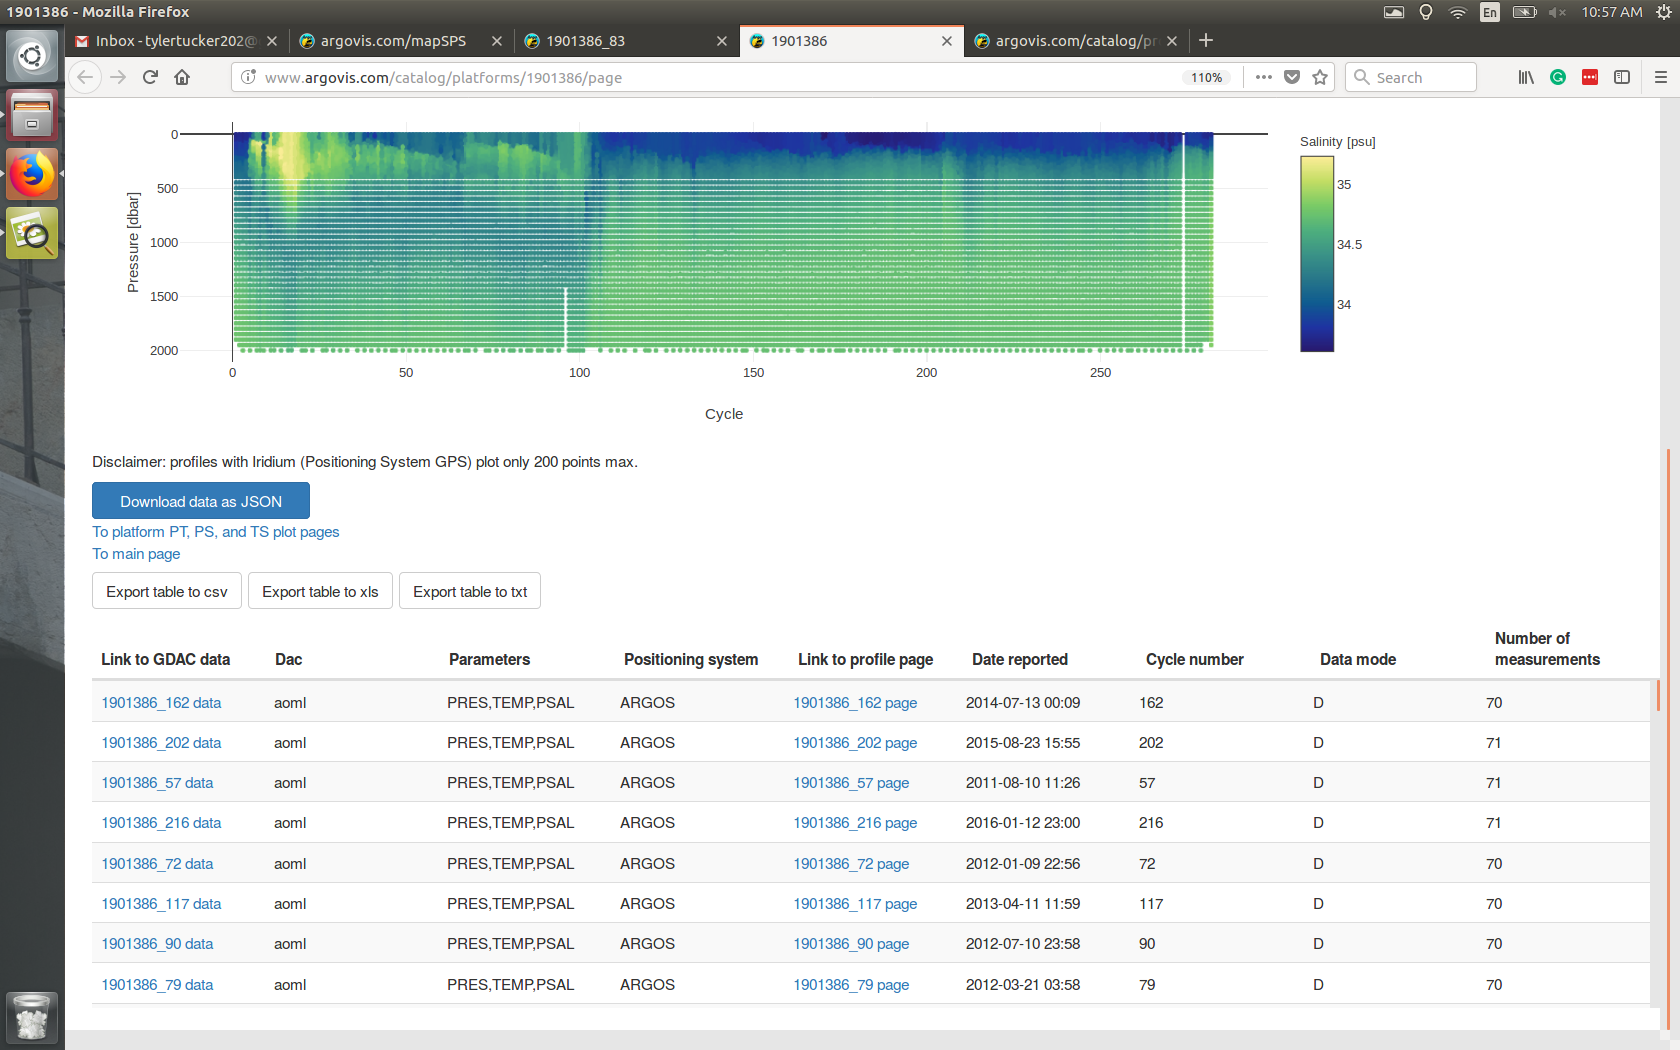 1901386 - Mozilla Firefox
En
10:57 AM
Inbox - tylertucker202@
argovis.com/mapSPS
1901386_83
1901386
argovis.com/catalog/pr
www.argovis.com/catalog/platforms/1901386/page
110%
Search
Salinity [psu]
35
34.5
34
Pressure [dbar]
0
500
1000
1500
2000
0 50 100 150 200 250
Cycle
Disclaimer: profiles with Iridium (Positioning System GPS) plot only 200 points max.
Download data as JSON
To platform PT, PS, and TS plot pages
To main page
Export table to csv Export table to xls Export table to txt
Link to GDAC data Dac Parameters Positioning system Link to profile page Date reported Cycle number Data mode Number of
measurements
1901386_162 data aoml PRES,TEMP,PSAL ARGOS 1901386_162 page 2014-07-13 00:09 162 D 70
1901386_202 data aoml PRES,TEMP,PSAL ARGOS 1901386_202 page 2015-08-23 15:55 202 D 71
1901386_57 data aoml PRES,TEMP,PSAL ARGOS 1901386_57 page 2011-08-10 11:26 57 D 71
1901386_216 data aoml PRES,TEMP,PSAL ARGOS 1901386_216 page 2016-01-12 23:00 216 D 71
1901386_72 data aoml PRES,TEMP,PSAL ARGOS 1901386_72 page 2012-01-09 22:56 72 D 70
1901386_117 data aoml PRES,TEMP,PSAL ARGOS 1901386_117 page 2013-04-11 11:59 117 D 70
1901386_90 data aoml PRES,TEMP,PSAL ARGOS 1901386_90 page 2012-07-10 23:58 90 D 70
1901386_79 data aoml PRES,TEMP,PSAL ARGOS 1901386_79 page 2012-03-21 03:58 79 D 70